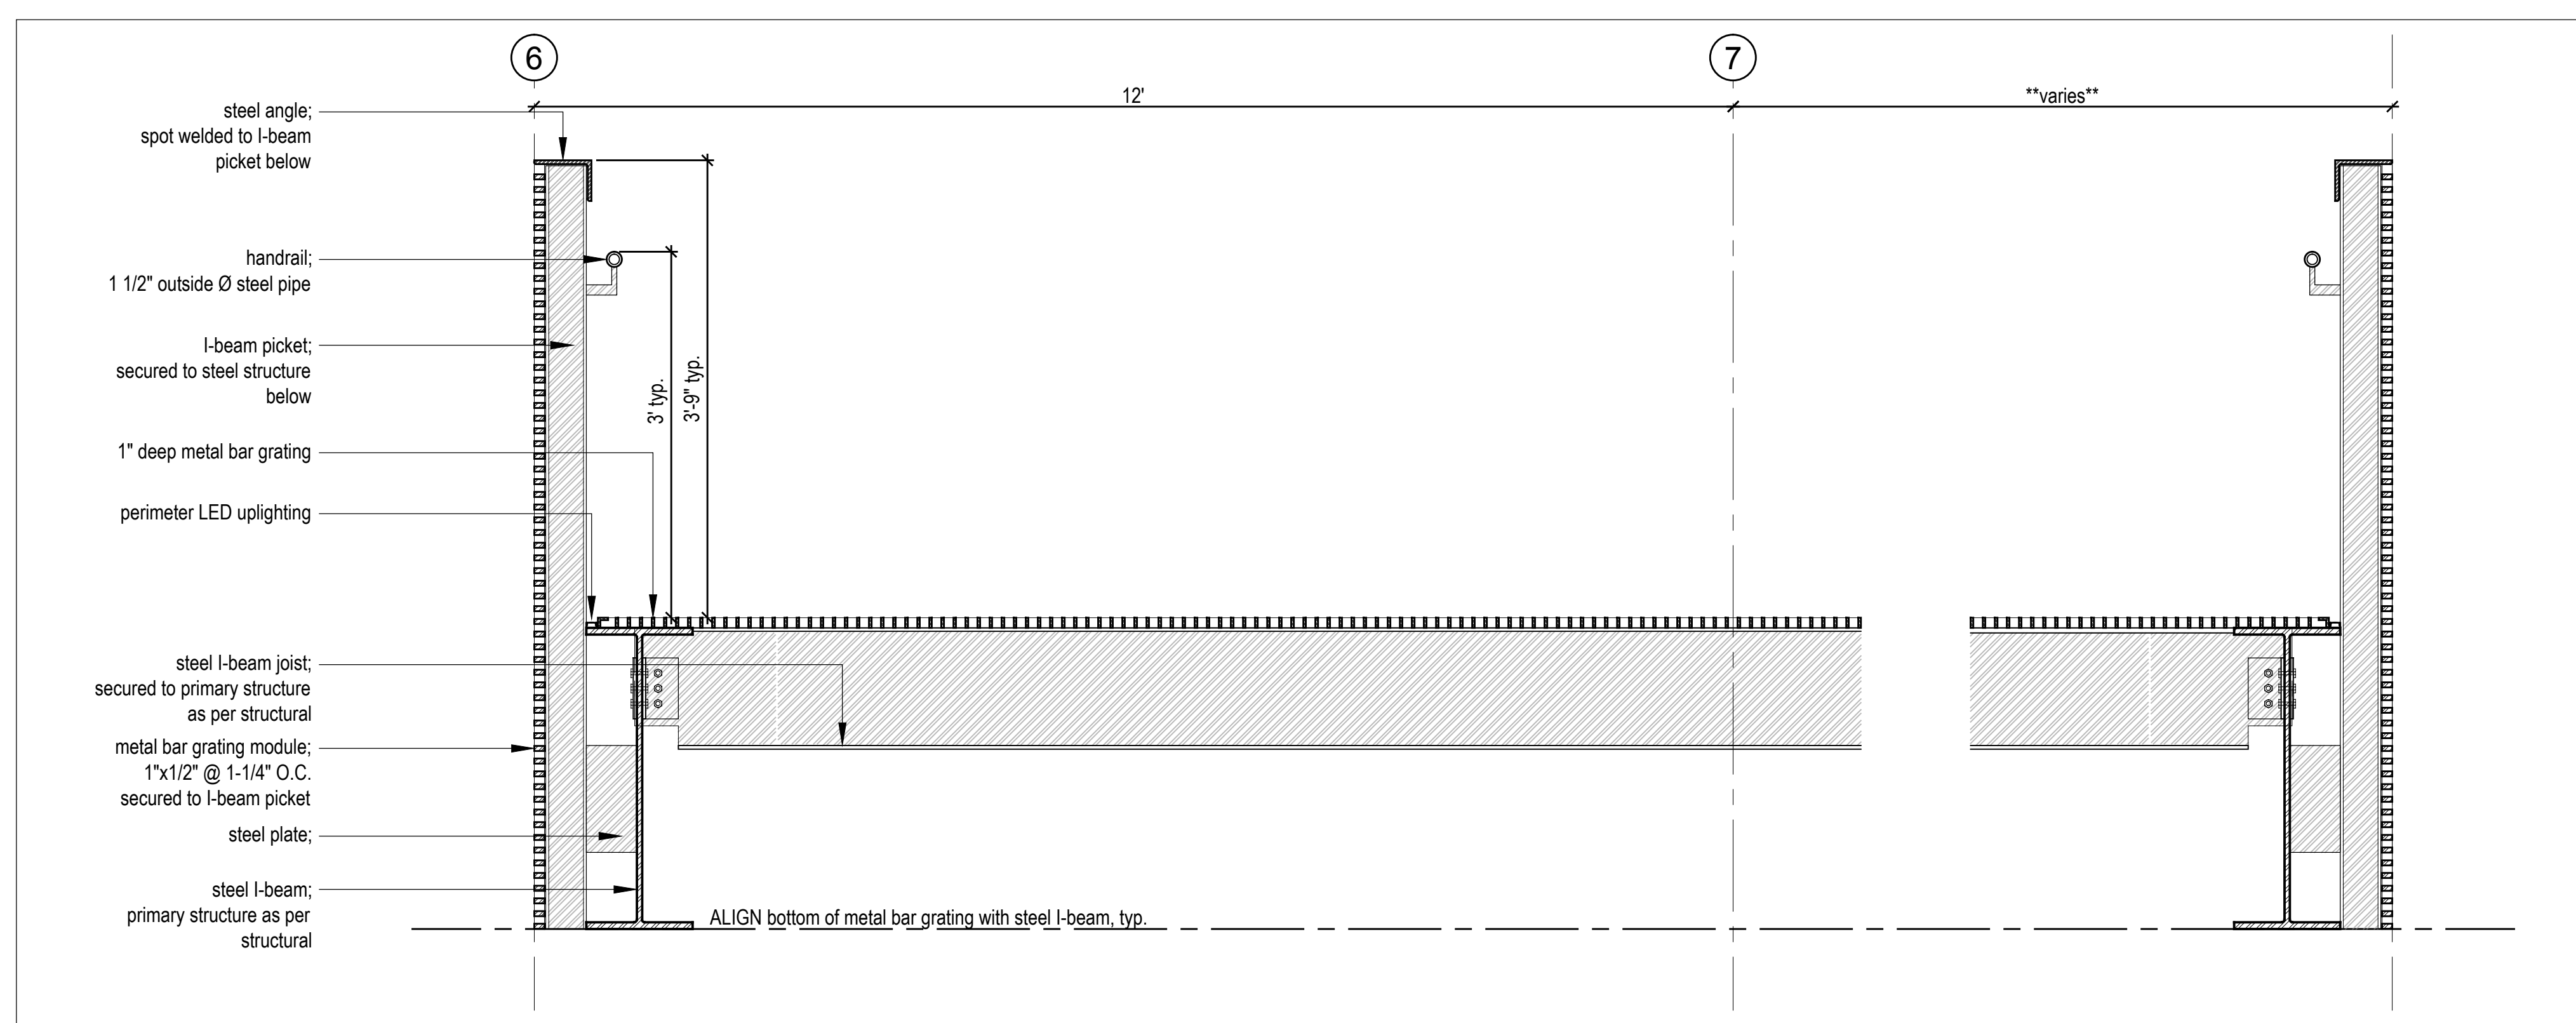 6
7
12'
**varies**
steel angle;
spot welded to I-beam
picket below
handrail;
1 1/2" outside Ø steel pipe
I-beam picket;
secured to steel structure
below
3' typ.
3'-9" typ.
1" deep metal bar grating
perimeter LED uplighting
steel I-beam joist;
secured to primary structure
as per structural
metal bar grating module;
1"x1/2" @ 1-1/4" O.C.
secured to I-beam picket
steel plate;
steel I-beam;
primary structure as per
structural
ALIGN bottom of metal bar grating with steel I-beam, typ.